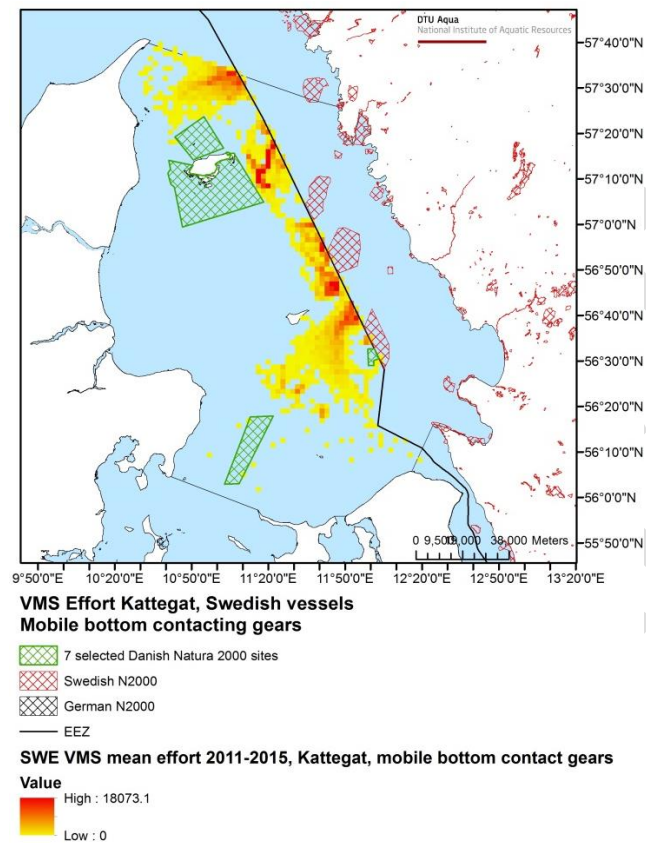 DTU Aqua
National Institute of Aquatic Resources
57°40'0"N
57°30'0"N
57°20'0"N
57°10'0"N
57°0'0"N
56°50'0"N
56°40'0"N
56°30'0"N
56°20'0"N
56°10'0"N
56°0'0"N
55°50'0"N
0 9,500 19,000 38,000 Meters
9°50'0"E 10°20'0"E 10°50'0"E 11°20'0"E 11°50'0"E 12°20'0"E 12°50'0"E 13°20'0"E
VMS Effort Kattegat, Swedish vessels
Mobile bottom contacting gears
7 selected Danish Natura 2000 sites
Swedish N2000
German N2000
EEZ
SWE VMS mean effort 2011-2015, Kattegat, mobile bottom contact gears
Value
High : 18073.1
Low : 0